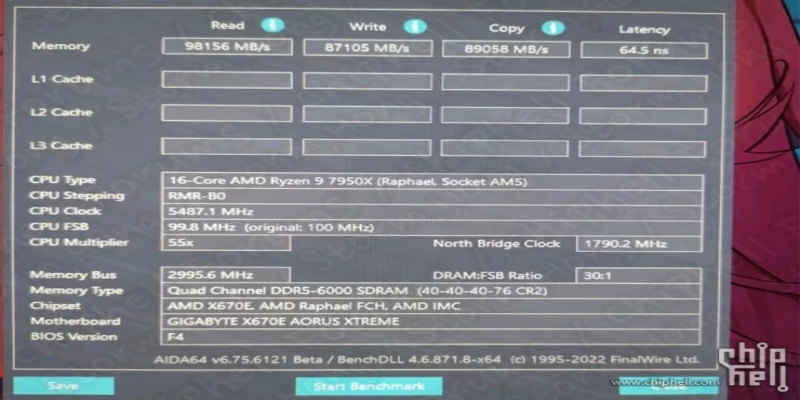 Read Write Copy Latency
Memory 98156 MB/s 87105 MB/s 89058 MB/s 64.5 ns
L1 Cache
L2 Cache
L3 Cache
CPU Type 16-Core AMD Ryzen 9 7950X (Raphael, Socket AM5)
CPU Stepping RMR-B0
CPU Clock 5487.1 MHz
CPU FSB 99.8 MHz (original: 100 MHz)
CPU Multiplier 55x North Bridge Clock 1790.2 MHz
Memory Bus 2995.6 MHz DRAM:FSB Ratio 30:1
Memory Type Quad Channel DDR5-6000 SDRAM (40-40-40-76 CR2)
Chipset AMD X670E, AMD Raphael FCH, AMD IMC
Motherboard GIGABYTE X670E AORUS XTREME
BIOS Version F4
AIDA64 v6.75.6121 Beta / BenchDLL 4.6.871.8-x64 (c) 1995-2022 FinalWire Ltd.
Save Start Benchmark
www.chiphell.com
chip hell